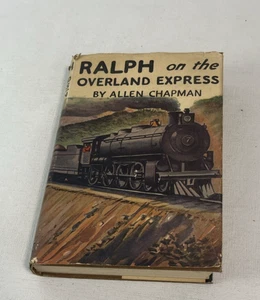 RALPH on the
OVERLAND EXPRESS
BY ALLEN CHAPMAN